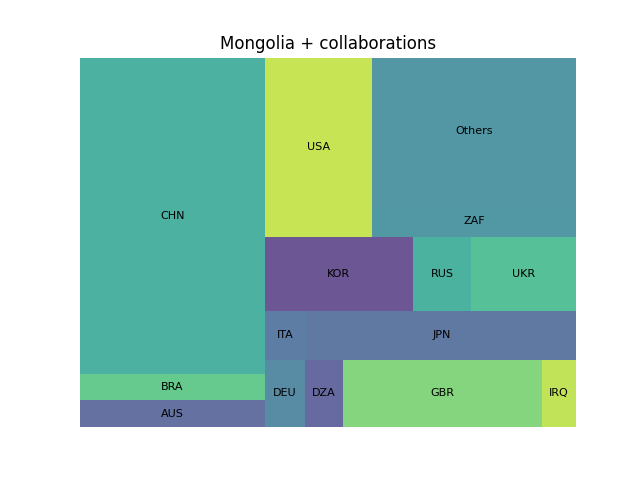 Mongolia + collaborations
CHN
USA
Others
ZAF
KOR
RUS
UKR
ITA
JPN
BRA
AUS
DEU
DZA
GBR
IRQ